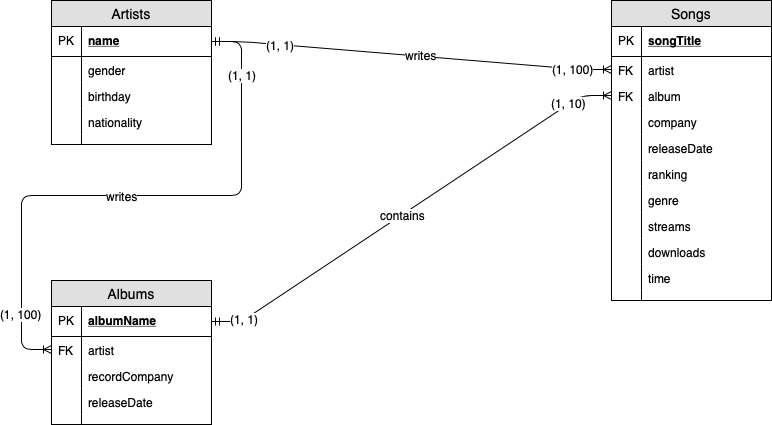 Artists
PK name
gender
birthday
nationality
(1, 1)
(1, 1)
writes
(1, 100)
Songs
PK songTitle
FK artist
FK album
company
releaseDate
ranking
genre
streams
downloads
time
(1, 10)
writes
contains
Albums
PK albumName
FK artist
recordCompany
releaseDate
(1, 100)
(1, 1)